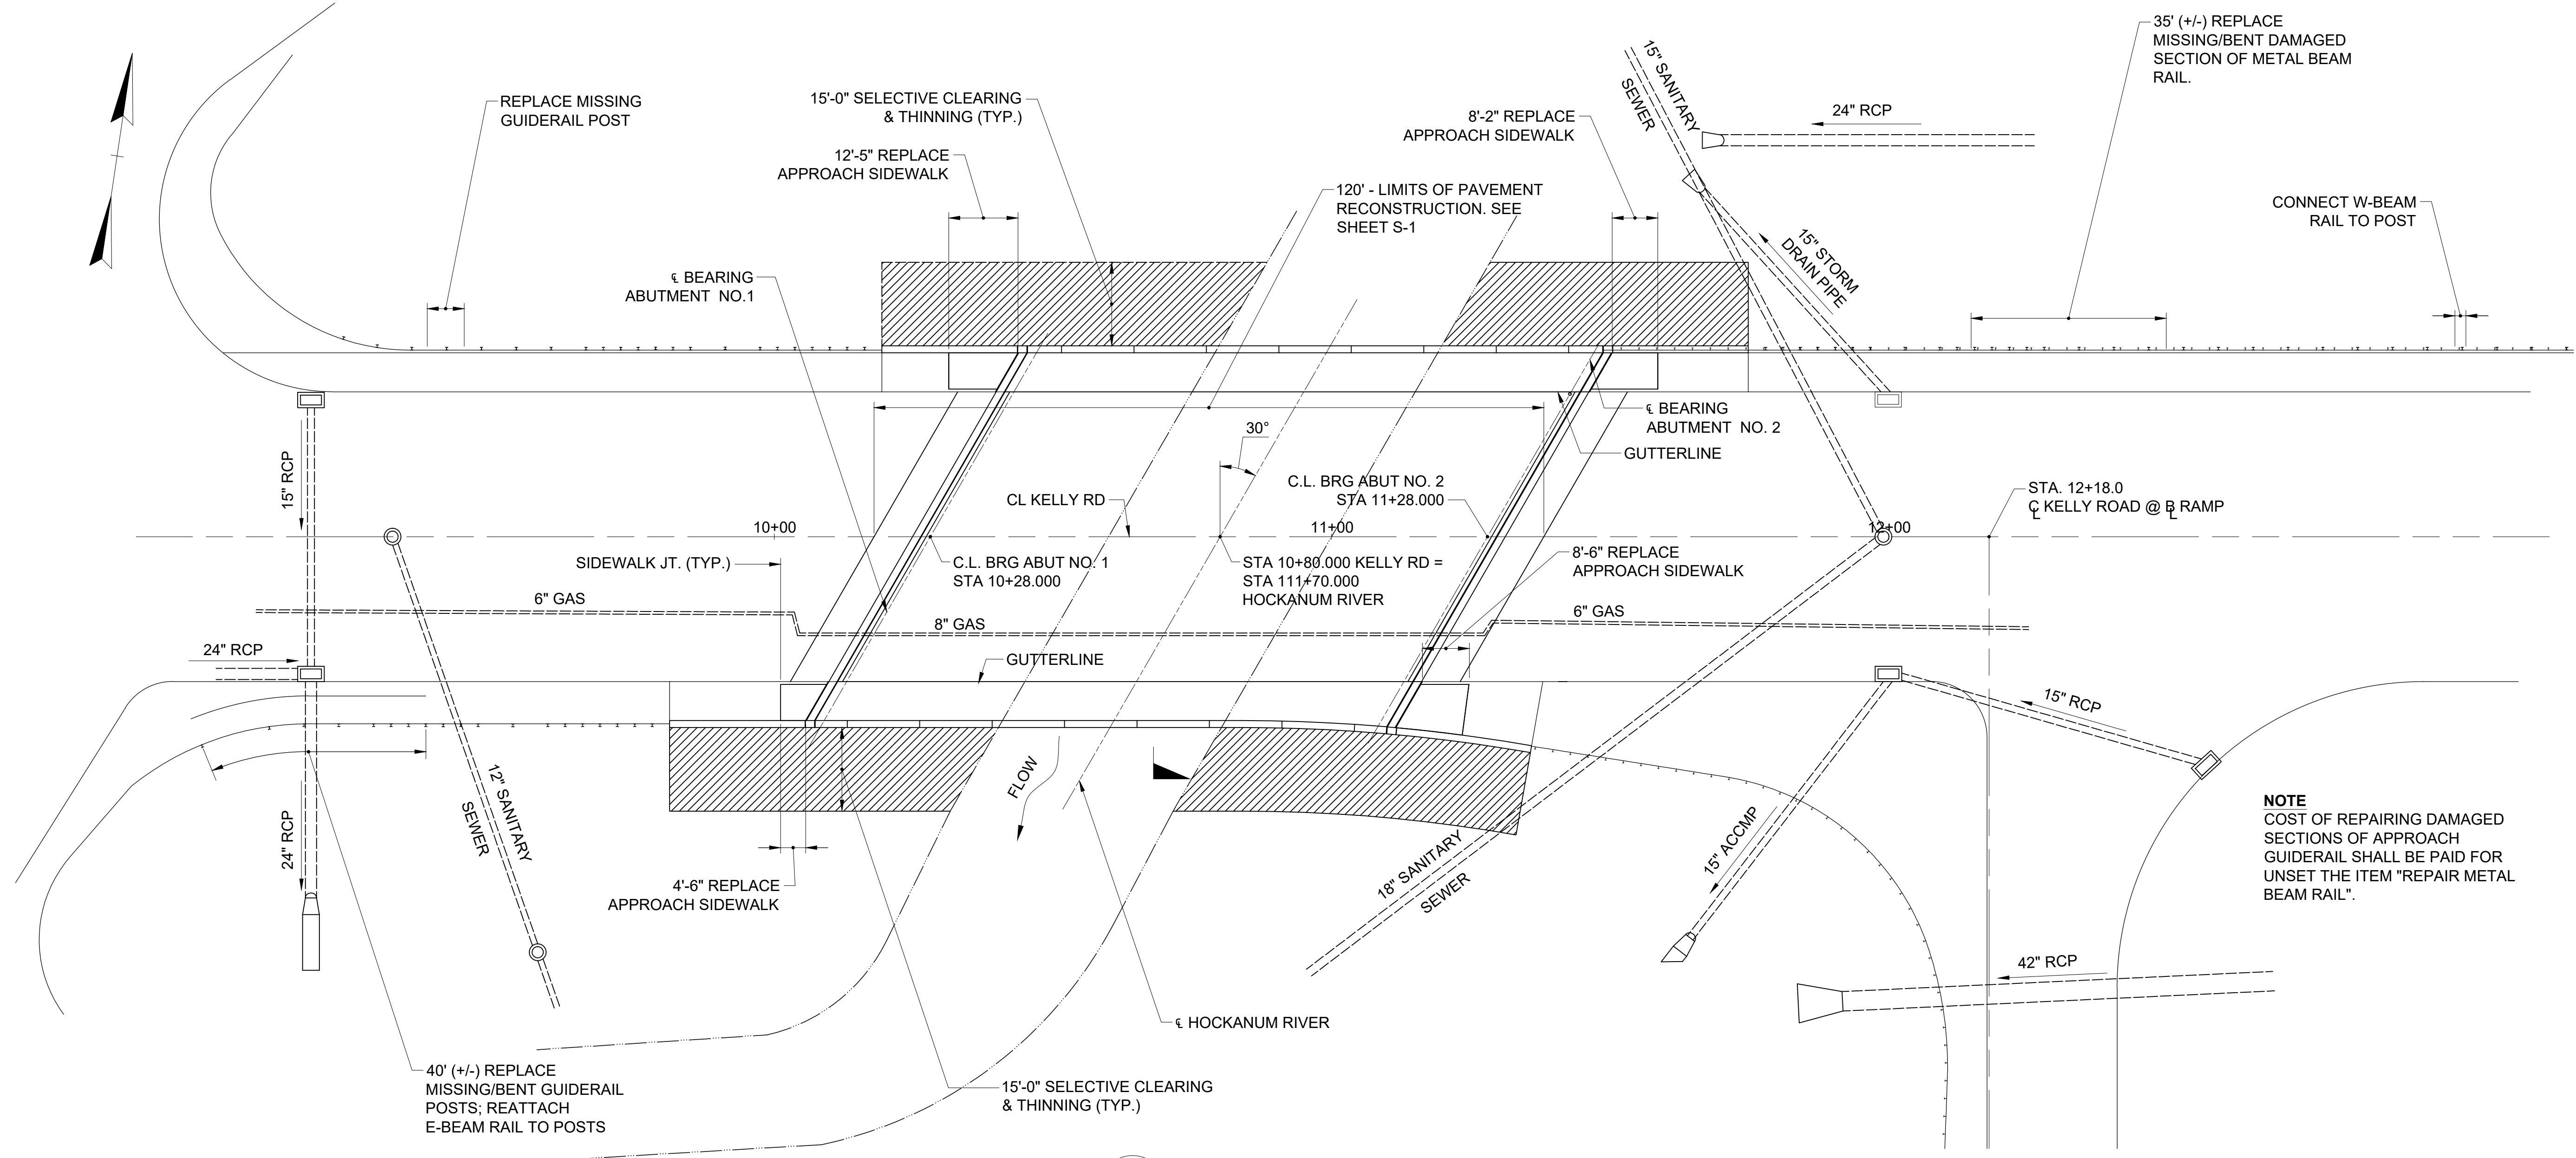 35' (+/-) REPLACE
MISSING/BENT DAMAGED
SECTION OF METAL BEAM
RAIL.
REPLACE MISSING
GUIDERAIL POST
15'-0" SELECTIVE CLEARING
& THINNING (TYP.)
12'-5" REPLACE
APPROACH SIDEWALK
8'-2" REPLACE
APPROACH SIDEWALK
15" SANITARY
SEWER
24" RCP
120' - LIMITS OF PAVEMENT
RECONSTRUCTION. SEE
SHEET S-1
CONNECT W-BEAM
RAIL TO POST
15" STORM
DRAIN PIPE
℄ BEARING
ABUTMENT NO.1
℄ BEARING
ABUTMENT NO. 2
GUTTERLINE
30°
15" RCP
CL KELLY RD
C.L. BRG ABUT NO. 2
STA 11+28.000
STA. 12+18.0
℄ KELLY ROAD @ B RAMP
L
10+00
11+00
12+00
SIDEWALK JT. (TYP.)
C.L. BRG ABUT NO. 1
STA 10+28.000
STA 10+80.000 KELLY RD =
STA 111+70.000
HOCKANUM RIVER
8'-6" REPLACE
APPROACH SIDEWALK
6" GAS
8" GAS
6" GAS
24" RCP
GUTTERLINE
15" RCP
12" SANITARY
SEWER
FLOW
24" RCP
4'-6" REPLACE
APPROACH SIDEWALK
18" SANITARY
SEWER
15" ACCMP
NOTE
COST OF REPAIRING DAMAGED
SECTIONS OF APPROACH
GUIDERAIL SHALL BE PAID FOR
UNSET THE ITEM "REPAIR METAL
BEAM RAIL".
42" RCP
℄ HOCKANUM RIVER
40' (+/-) REPLACE
MISSING/BENT GUIDERAIL
POSTS; REATTACH
E-BEAM RAIL TO POSTS
15'-0" SELECTIVE CLEARING
& THINNING (TYP.)